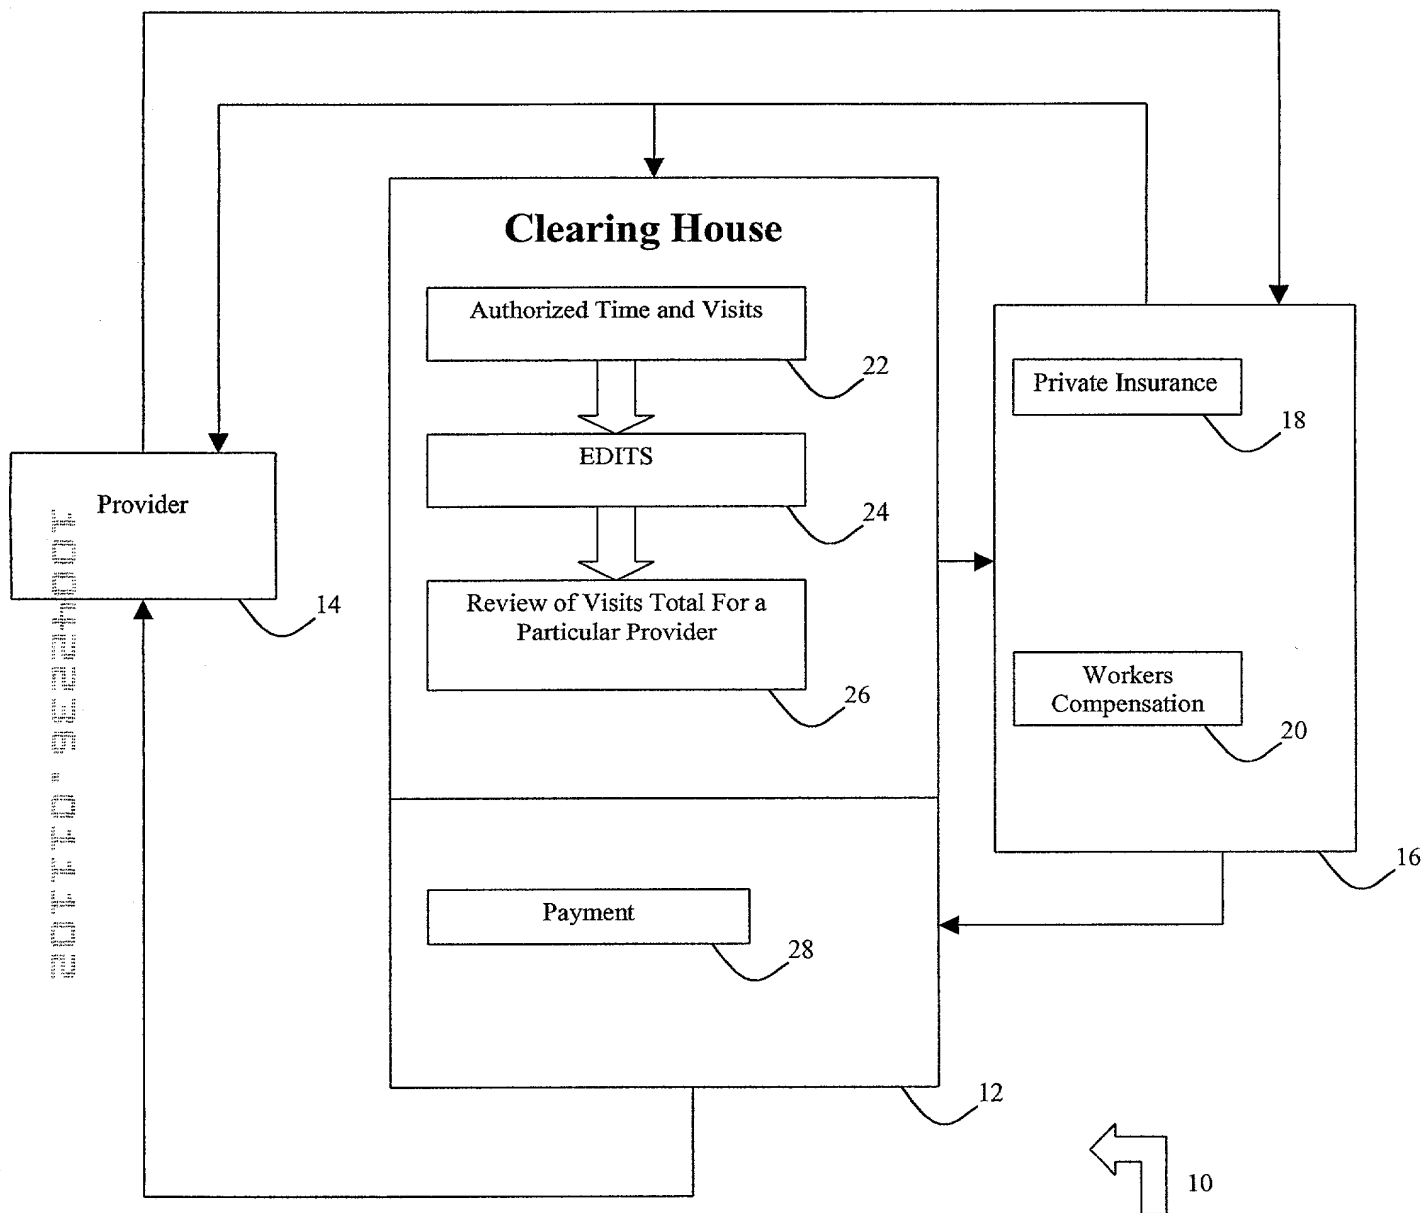 Clearing House
Authorized Time and Visits
22
EDITS
24
Review of Visits Total For a
Particular Provider
26
Payment
28
12
Provider
14
Private Insurance
18
Workers
Compensation
20
16
10